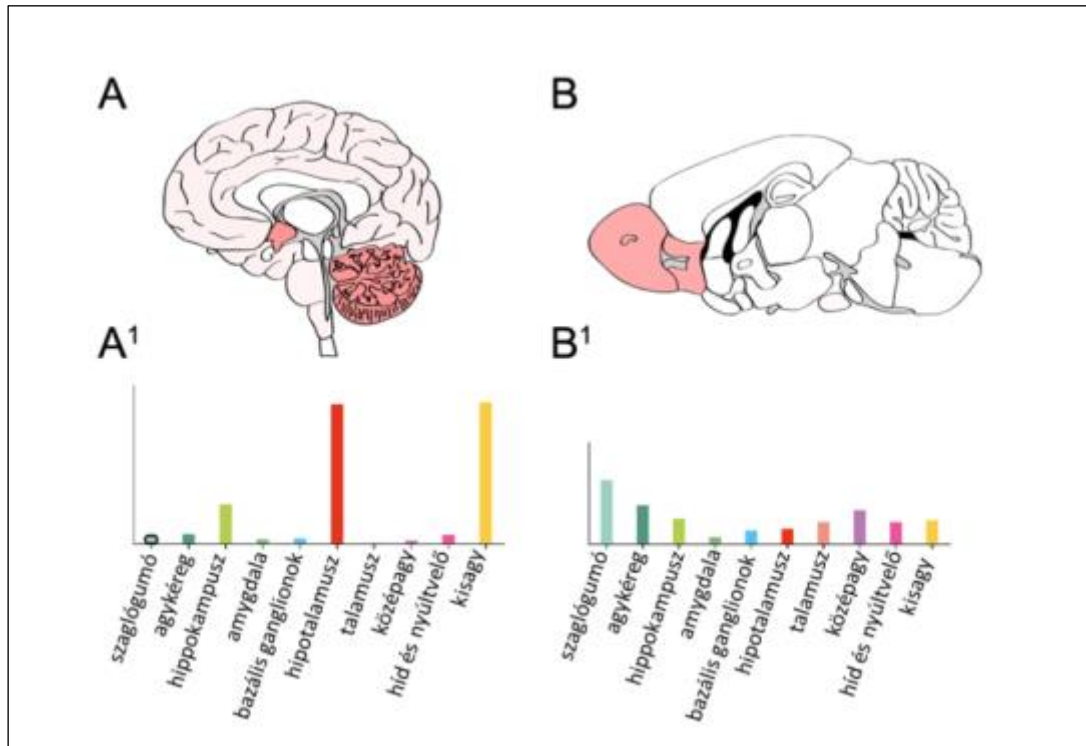 A
B
A¹
B¹
0
szaglógumó
agykéreg
hippokampusz
amygdala
bazális ganglionok
hipotalamusz
talamusz
középagy
híd és nyúltvelő
kisagy
szaglógumó
agykéreg
hippokampusz
amygdala
bazális ganglionok
hipotalamusz
talamusz
középagy
híd és nyúltvelő
kisagy